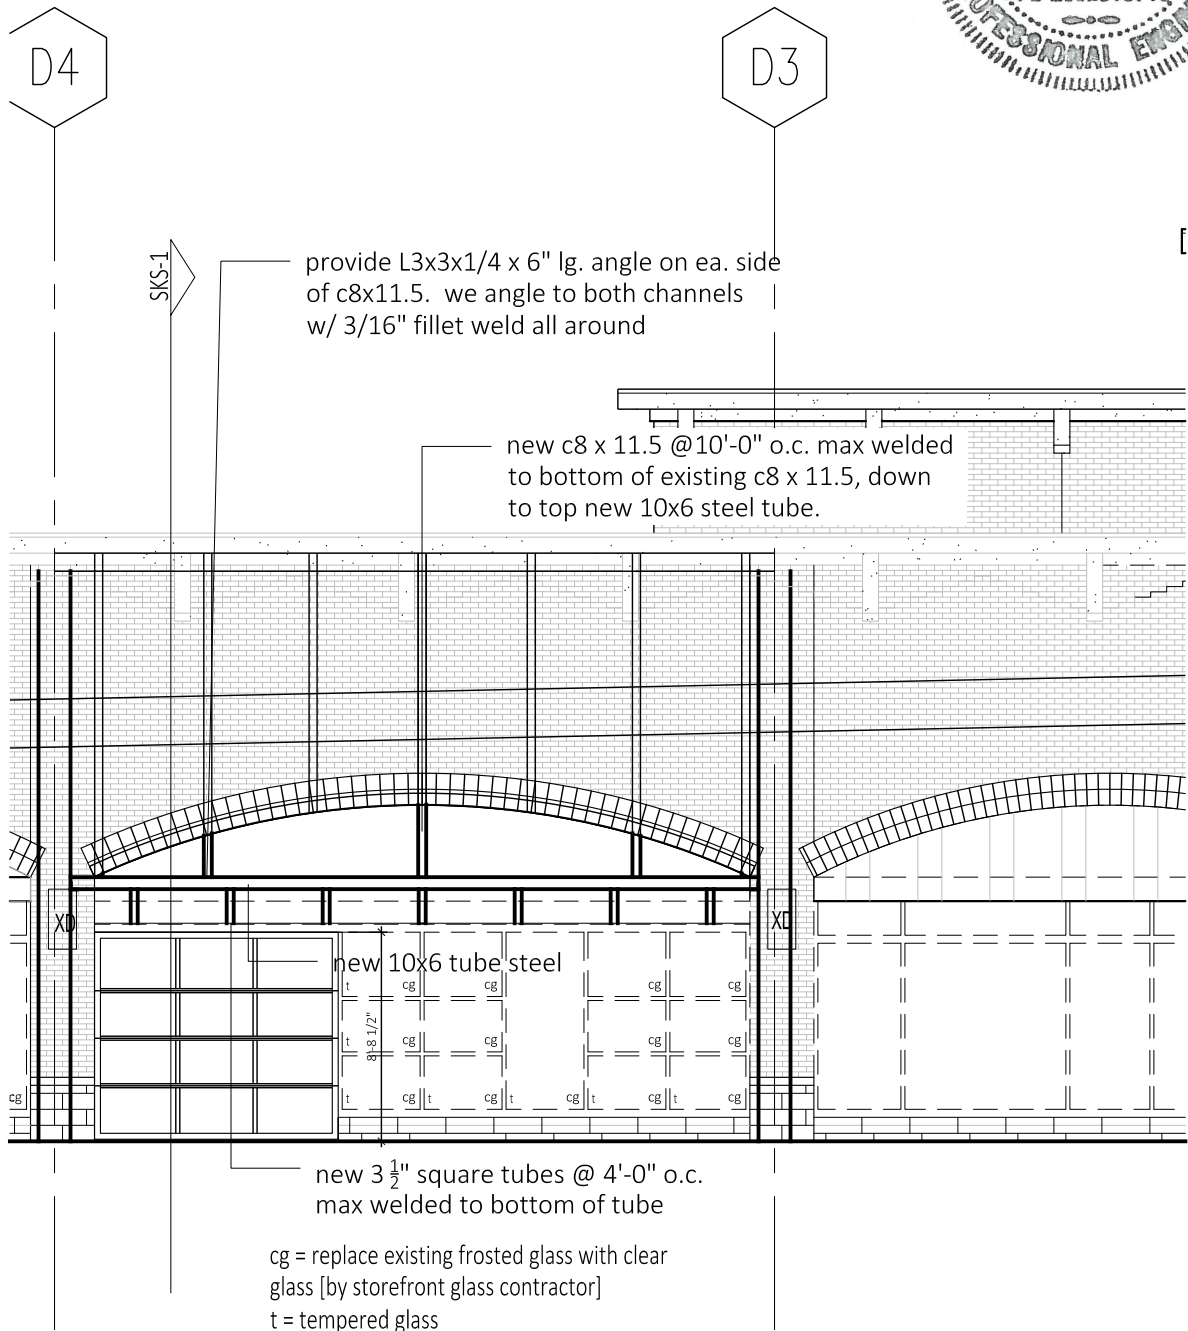 D4
D3
OFESSIONAL ENGI
SKS-1
provide L3x3x1/4 x 6" lg. angle on ea. side
of c8x11.5.  we angle to both channels
w/ 3/16" fillet weld all around
new c8 x 11.5 @10'-0" o.c. max welded
to bottom of existing c8 x 11.5, down
to top new 10x6 steel tube.
XD
XD
new 10x6 tube steel
t cg cg cg cg
8'-8 1/2"
t cg cg cg cg
cg t cg t cg t cg t cg t cg
new 3 1/2" square tubes @ 4'-0" o.c.
max welded to bottom of tube
cg = replace existing frosted glass with clear
glass [by storefront glass contractor]
t = tempered glass